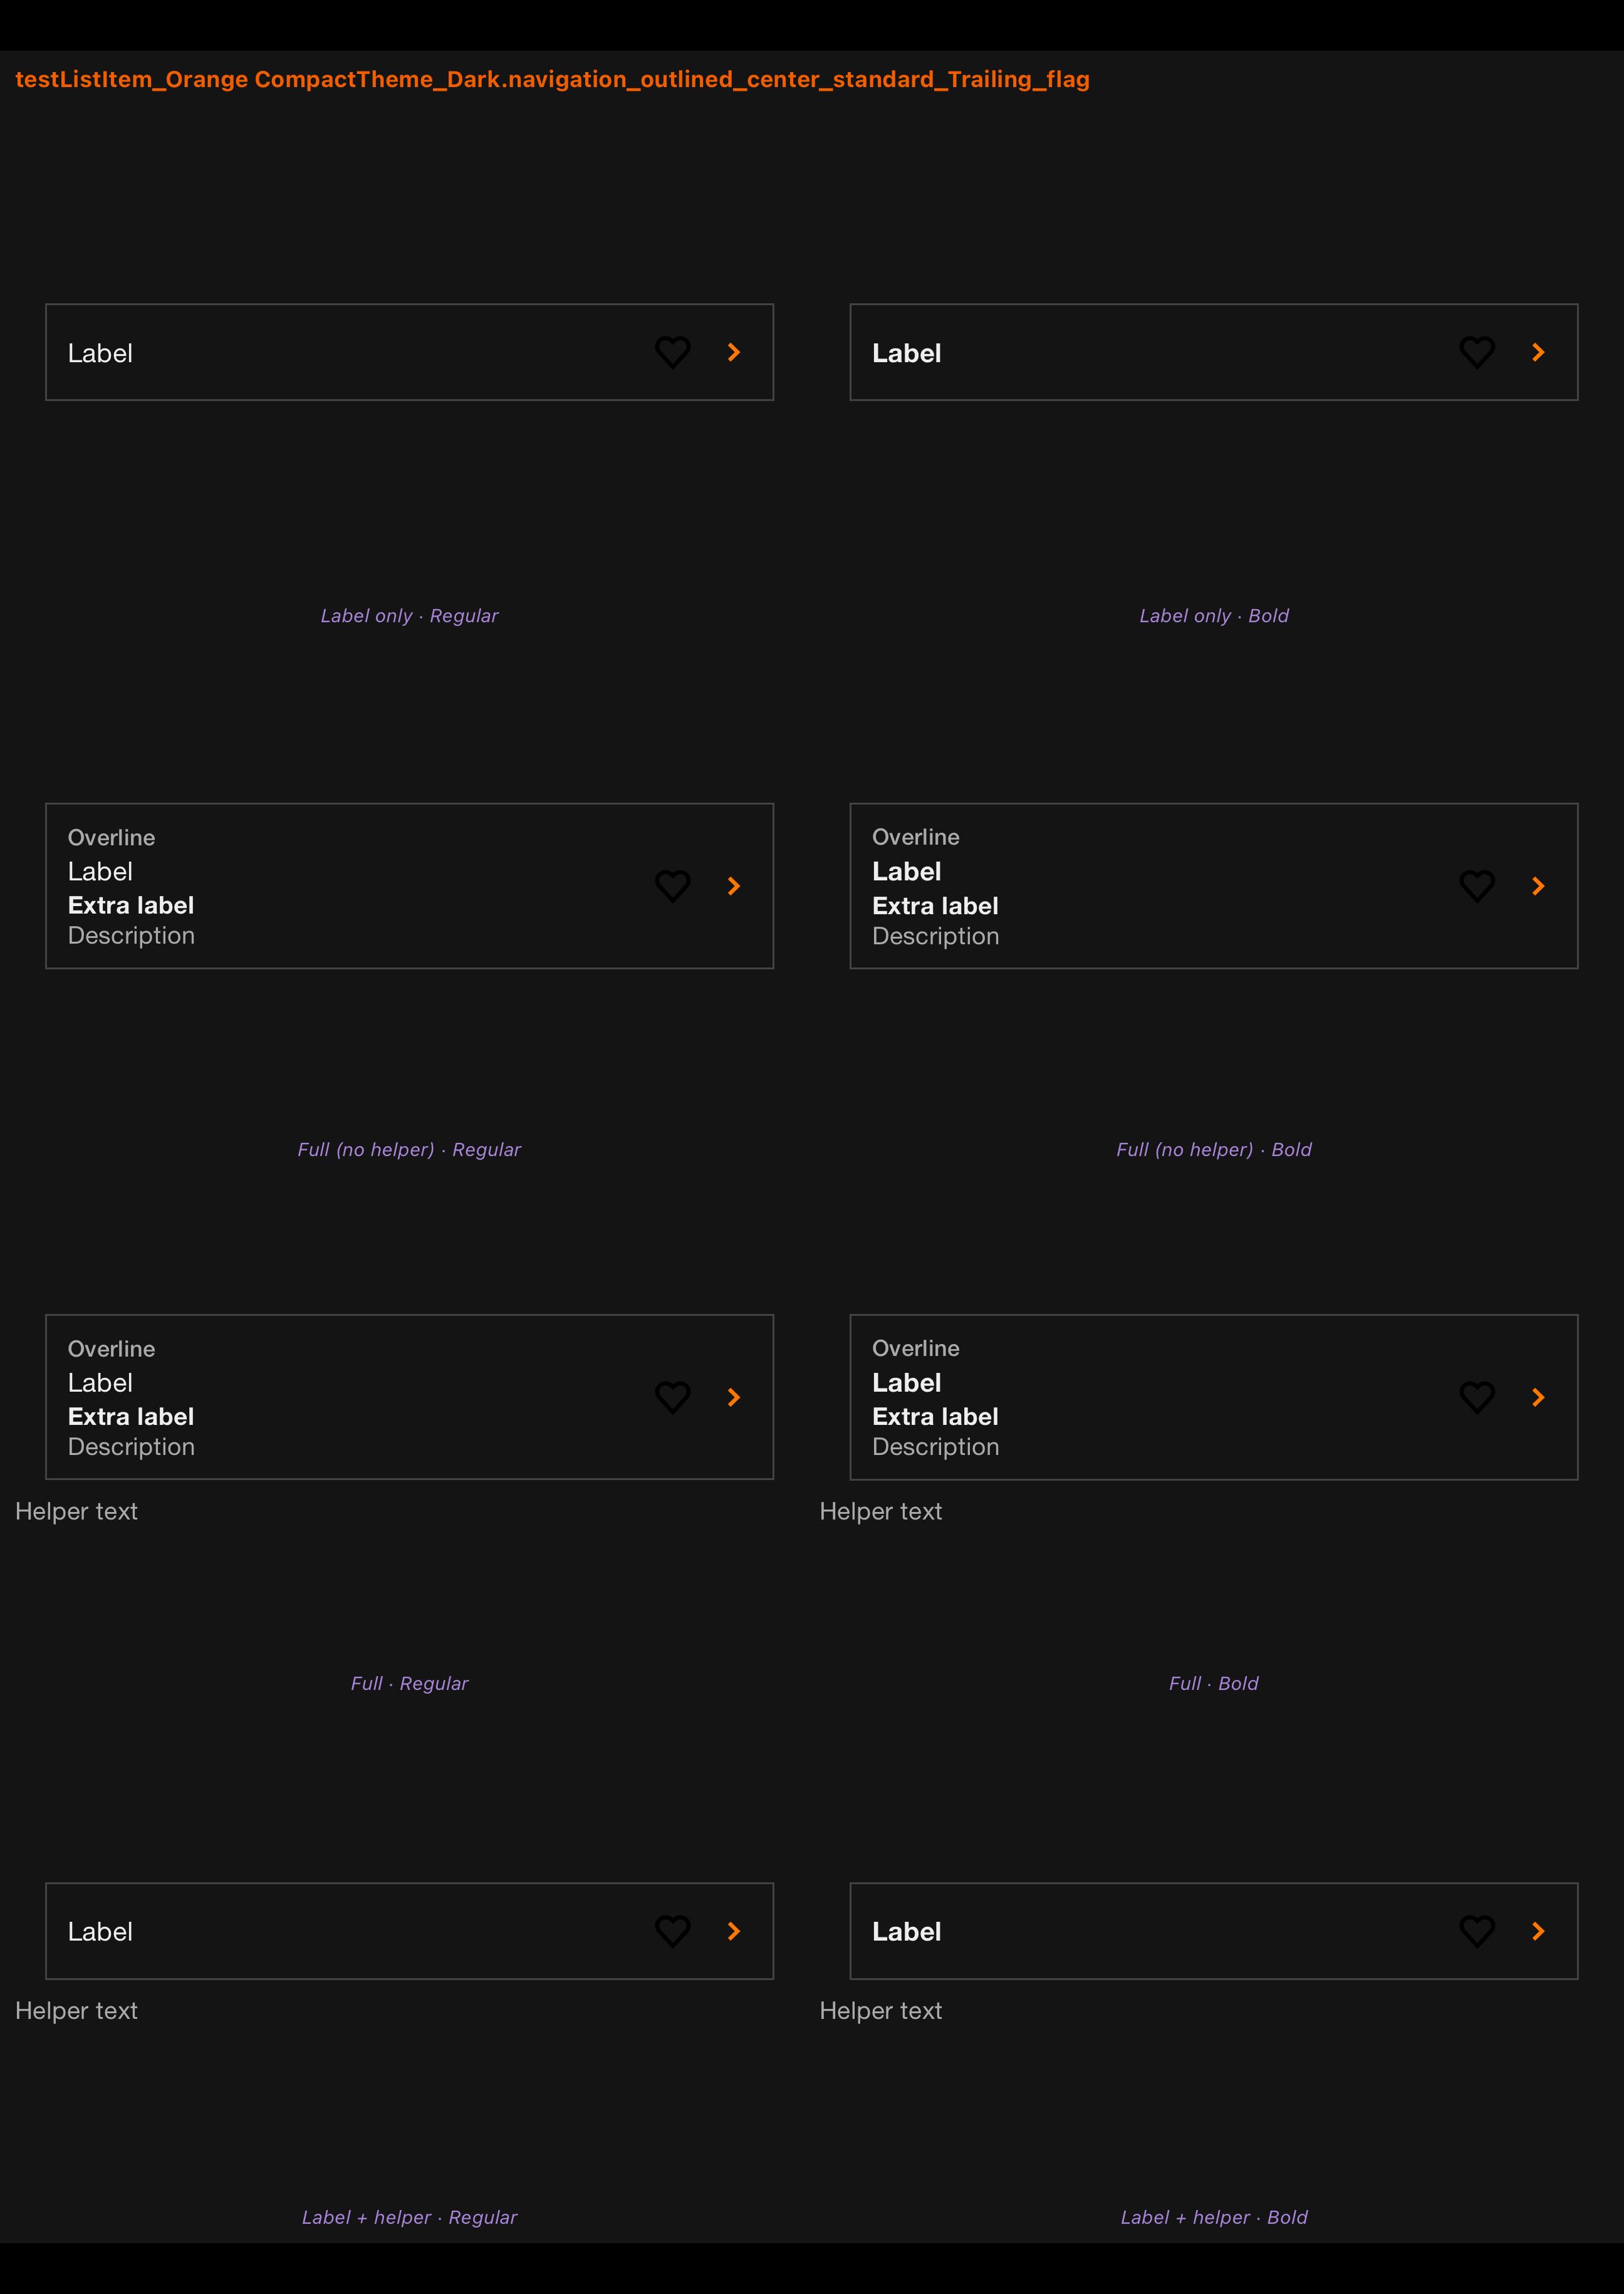 testListItem_Orange CompactTheme_Dark.navigation_outlined_center_standard_Trailing_flag
Label
Label
Label only · Regular
Label only · Bold
Overline
Label
Extra label
Description
Overline
Label
Extra label
Description
Full (no helper) · Regular
Full (no helper) · Bold
Overline
Label
Extra label
Description
Helper text
Overline
Label
Extra label
Description
Helper text
Full · Regular
Full · Bold
Label
Helper text
Label
Helper text
Label + helper · Regular
Label + helper · Bold